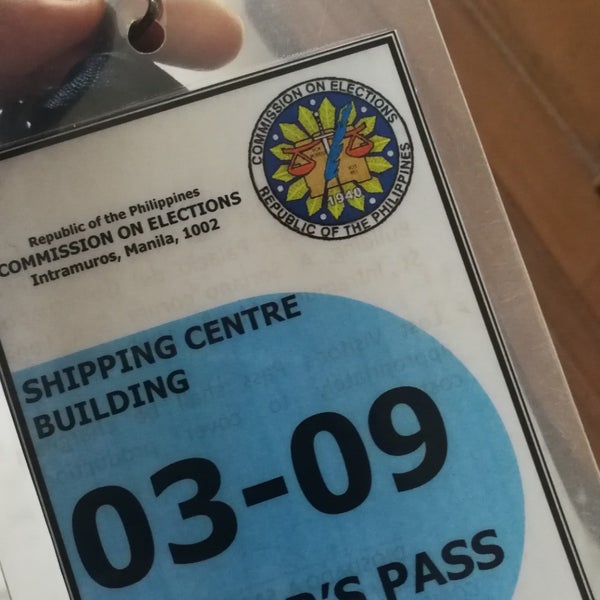 COMMISSION ON ELECTIONS
REPUBLIC OF THE PHILIPPINES
1940
Republic of the Philippines
COMMISSION ON ELECTIONS
Intramuros, Manila, 1002
SHIPPING CENTRE
BUILDING
03-09
PASS